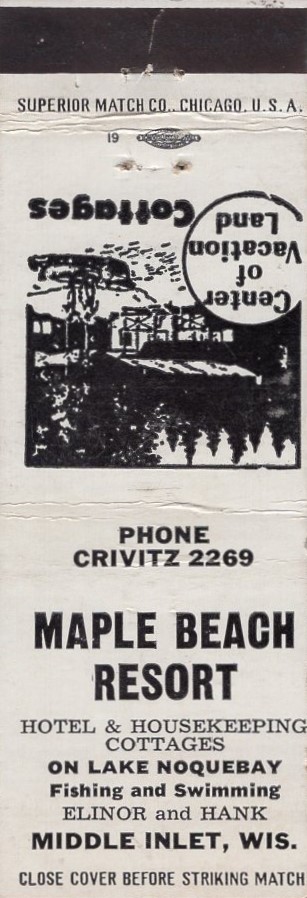 SUPERIOR MATCH CO., CHICAGO, U. S. A.
19
Center
of
Vacation
Land
Cottages
PHONE
CRIVITZ 2269
MAPLE BEACH
RESORT
HOTEL & HOUSEKEEPING
COTTAGES
ON LAKE NOQUEBAY
Fishing and Swimming
ELINOR and HANK
MIDDLE INLET, WIS.
CLOSE COVER BEFORE STRIKING MATCH